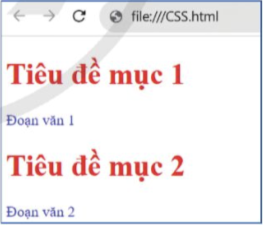 file:///CSS.html
Tiêu đề mục 1
Đoạn văn 1
Tiêu đề mục 2
Đoạn văn 2